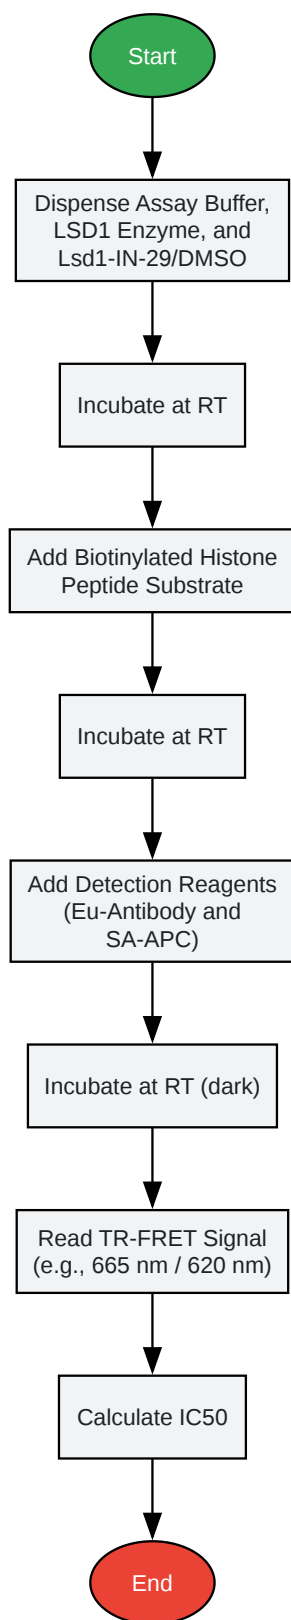 Start
Dispense Assay Buffer,
LSD1 Enzyme, and
Lsd1-IN-29/DMSO
Incubate at RT
Add Biotinylated Histone
Peptide Substrate
Incubate at RT
Add Detection Reagents
(Eu-Antibody and
SA-APC)
Incubate at RT (dark)
Read TR-FRET Signal
(e.g., 665 nm / 620 nm)
Calculate IC50
End